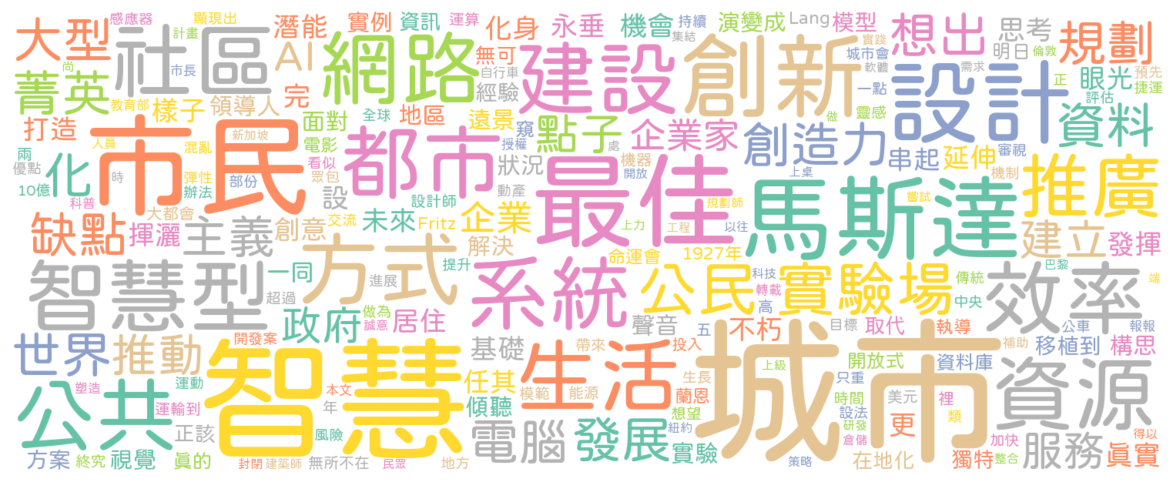 感應器 計畫 顯現出 潛能 實例 資訊 運算 化身 永垂 機會 持續 演變成 Lang 模型 實踐 想出 思考 倫敦
大型 尚 社區 AI 網路 無可 集結 建設 創新 城市會 軟體 明日 需求 規劃
菁英 市長 領導人 完 自行車 經驗 一點 設計 正 眼光 預先 捷運
教育部 樣子 面對 全球 地區 遠景 窺 點子 企業家 靈感 做 評估 資料
打造 市民 新加坡 電影 都市 授權 處 創造力 串起 延伸 審視
兩 優點 人員 混亂 彈性 看似 狀況 機器 開放 上桌 機制
10億 化 時 辦法 部份 眾包 設 動產 最佳 馬斯達 嘗試 推廣
科普 大都會 設計師 未來 Fritz 企業 規劃師
缺點 揮灑 主義 創意 交流 解決 上力 工程 以往 建立 發揮
智慧型 一同 方式 進展 提升 系統 命運會 1927年 科技 公民 實驗場 傳統 效率 巴黎 端
超過 政府 做為 誠意 居住 聲音 轉載 高 中央
世界 推動 開發案 基礎 帶來 投入 五 不朽 目標 取代 執導 公車 報報 移植到 補助 構思
公共 塑造 運動 智慧 本文 任其 模範 能源 生活 生長 上級 城市 開放式 只重 資料庫 資源
運輸到 年 傾聽 蘭恩 想望 時間 美元 裡
正該 風險 電腦 發展 紐約 設法 研發 更 類 加快 得以
方案 終究 視覺 真的 封閉 建築師 無所不在 民眾 地方 實驗 策略 倉儲 在地化 獨特 整合 服務 真實